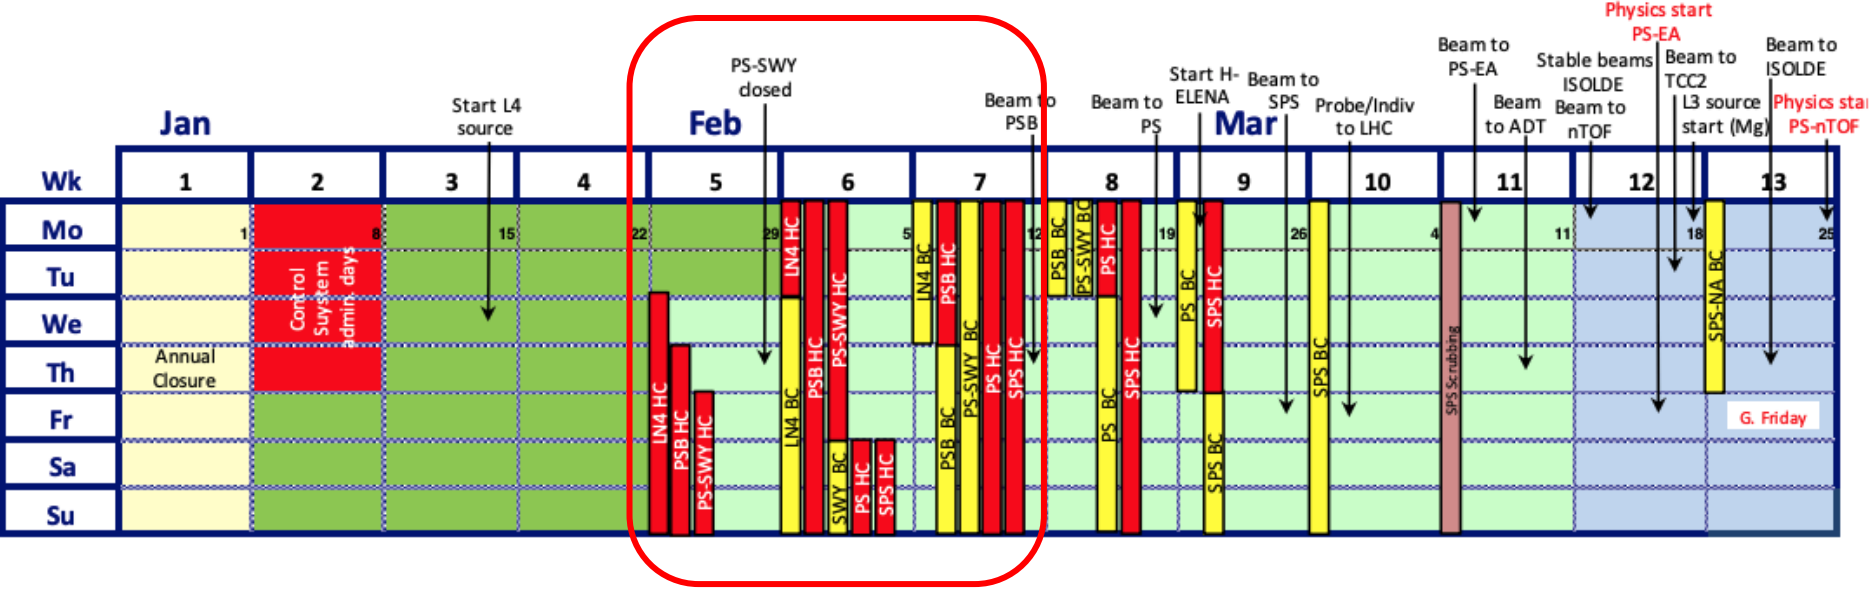 Physics start
PS-EA
Beam to
PS-EA
Stable beams
ISOLDE
Beam to
TCC2
Beam to
ISOLDE
PS-SWY
closed
Start H-
ELENA
Beam to
SPS
Start L4
source
Beam to
PSB
Beam to
PS
Probe/Indiv
to LHC
Beam
to ADT
Beam to
nTOF
L3 source
start (Mg)
Physics sta
PS-nTOF
Jan Feb Mar
Wk 1 2 3 4 5 6 7 8 9 10 11 12 13
Mo 1 8 15 22 29 5 12 19 26 4 11 18 25
Tu
We
Th
Fr
Sa
Su
Annual
Closure
Control
Suystem
admin. days
LN4 HC
PSB HC
PS-SWY HC
LN4 HC
LN4 BC
PSB HC
PS-SWY HC
SWY BC
PS HC
SPS HC
LN4 BC
PSB HC
PSB BC
PS-SWY BC
PS HC
SPS HC
PSB BC
PS-SWY BC
PS HC
PS BC
SPS HC
PS BC
SPS HC
SPS BC
SPS BC
SPS Scrubbing
SPS-NA BC
G. Friday